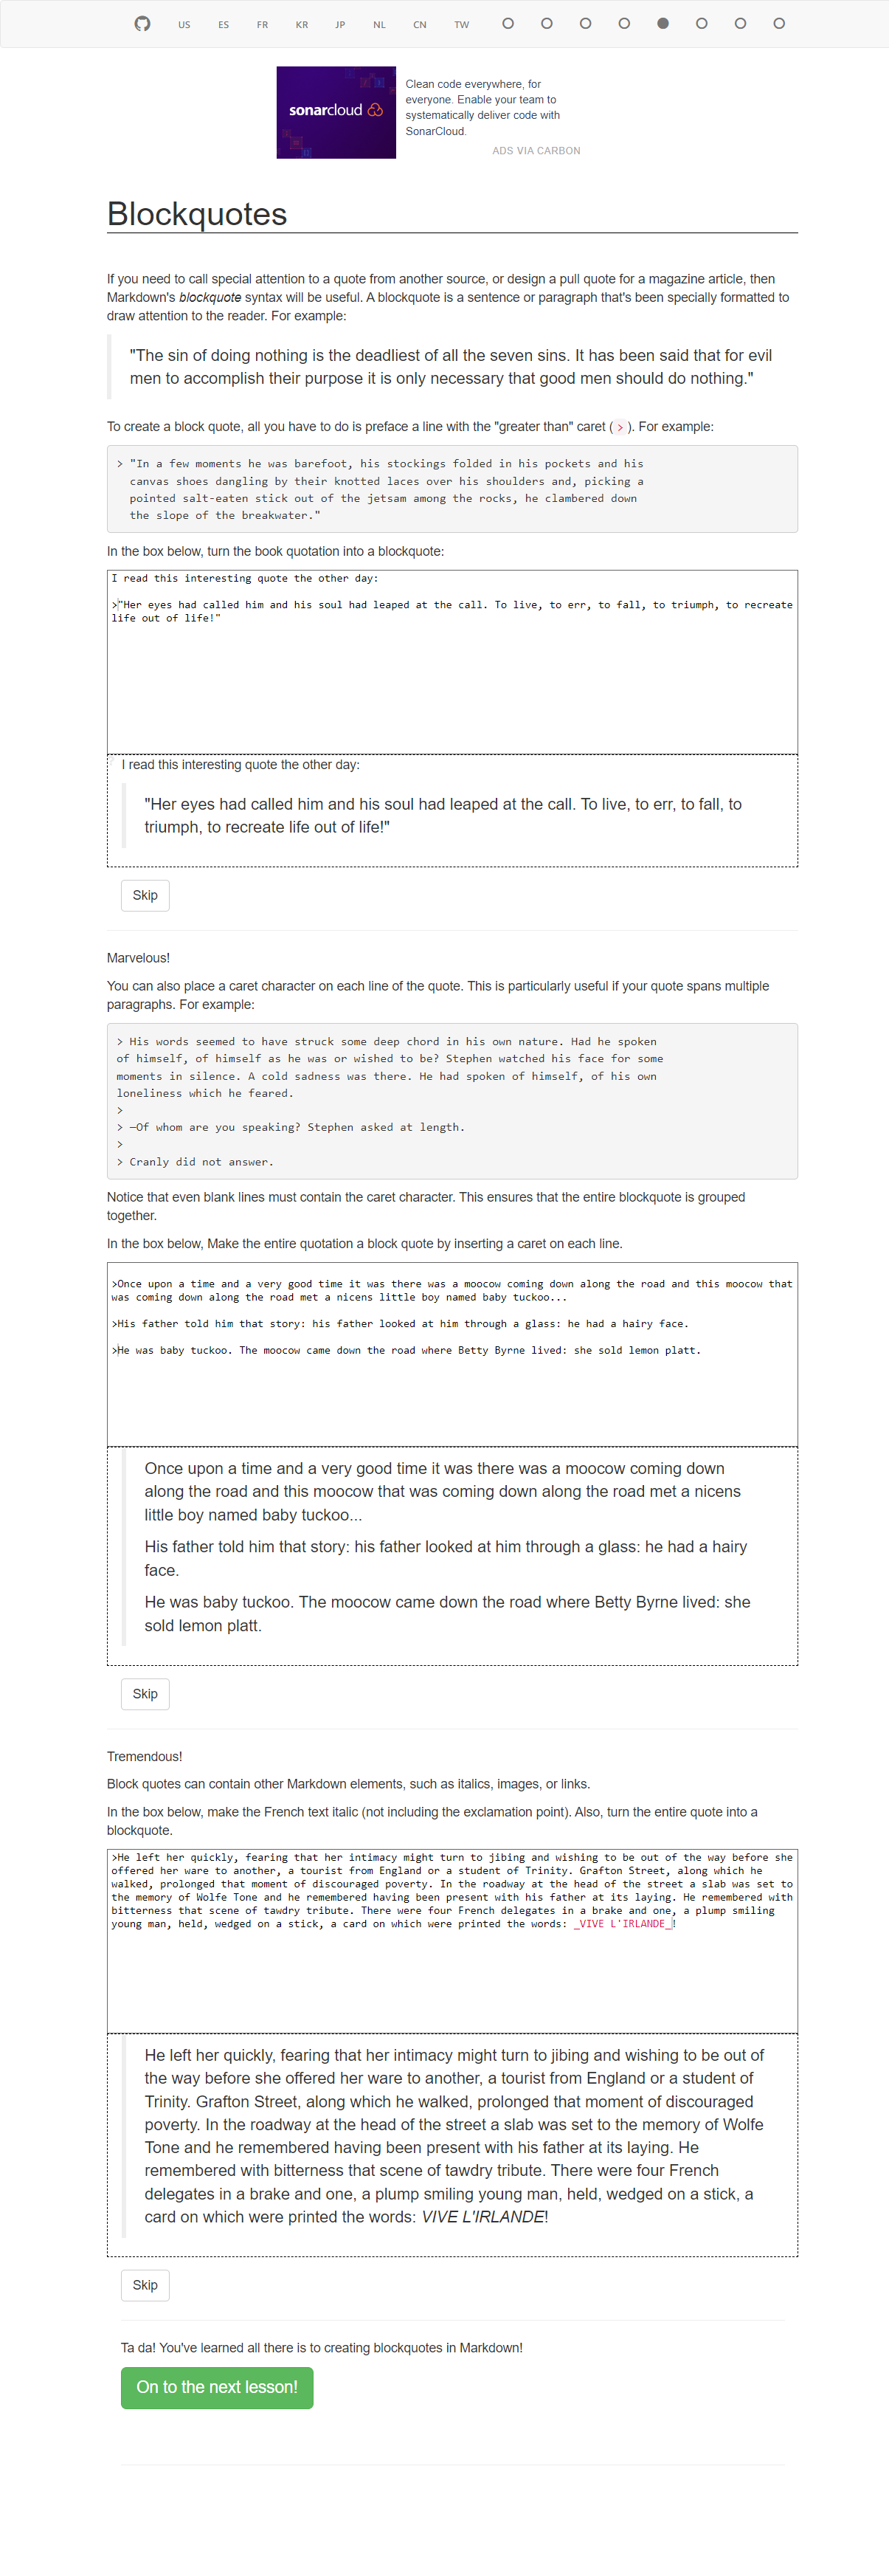 US ES FR KR JP NL CN TW
sonarcloud
Clean code everywhere, for
everyone. Enable your team to
systematically deliver code with
SonarCloud.
ADS VIA CARBON
Blockquotes
If you need to call special attention to a quote from another source, or design a pull quote for a magazine article, then
Markdown's blockquote syntax will be useful. A blockquote is a sentence or paragraph that's been specially formatted to
draw attention to the reader. For example:
"The sin of doing nothing is the deadliest of all the seven sins. It has been said that for evil
men to accomplish their purpose it is only necessary that good men should do nothing."
To create a block quote, all you have to do is preface a line with the "greater than" caret ( > ). For example:
> "In a few moments he was barefoot, his stockings folded in his pockets and his
canvas shoes dangling by their knotted laces over his shoulders and, picking a
pointed salt-eaten stick out of the jetsam among the rocks, he clambered down
the slope of the breakwater."
In the box below, turn the book quotation into a blockquote:
I read this interesting quote the other day:
>"Her eyes had called him and his soul had leaped at the call. To live, to err, to fall, to triumph, to recreate
life out of life!"
I read this interesting quote the other day:
"Her eyes had called him and his soul had leaped at the call. To live, to err, to fall, to
triumph, to recreate life out of life!"
Skip
Marvelous!
You can also place a caret character on each line of the quote. This is particularly useful if your quote spans multiple
paragraphs. For example:
> His words seemed to have struck some deep chord in his own nature. Had he spoken
of himself, of himself as he was or wished to be? Stephen watched his face for some
moments in silence. A cold sadness was there. He had spoken of himself, of his own
loneliness which he feared.
>
> —Of whom are you speaking? Stephen asked at length.
>
> Cranly did not answer.
Notice that even blank lines must contain the caret character. This ensures that the entire blockquote is grouped
together.
In the box below, Make the entire quotation a block quote by inserting a caret on each line.
>Once upon a time and a very good time it was there was a moocow coming down along the road and this moocow that
was coming down along the road met a nicens little boy named baby tuckoo...
>His father told him that story: his father looked at him through a glass: he had a hairy face.
>He was baby tuckoo. The moocow came down the road where Betty Byrne lived: she sold lemon platt.
Once upon a time and a very good time it was there was a moocow coming down
along the road and this moocow that was coming down along the road met a nicens
little boy named baby tuckoo...
His father told him that story: his father looked at him through a glass: he had a hairy
face.
He was baby tuckoo. The moocow came down the road where Betty Byrne lived: she
sold lemon platt.
Skip
Tremendous!
Block quotes can contain other Markdown elements, such as italics, images, or links.
In the box below, make the French text italic (not including the exclamation point). Also, turn the entire quote into a
blockquote.
>He left her quickly, fearing that her intimacy might turn to jibing and wishing to be out of the way before she
offered her ware to another, a tourist from England or a student of Trinity. Grafton Street, along which he
walked, prolonged that moment of discouraged poverty. In the roadway at the head of the street a slab was set to
the memory of Wolfe Tone and he remembered having been present with his father at its laying. He remembered with
bitterness that scene of tawdry tribute. There were four French delegates in a brake and one, a plump smiling
young man, held, wedged on a stick, a card on which were printed the words: _VIVE L'IRLANDE_!
He left her quickly, fearing that her intimacy might turn to jibing and wishing to be out of
the way before she offered her ware to another, a tourist from England or a student of
Trinity. Grafton Street, along which he walked, prolonged that moment of discouraged
poverty. In the roadway at the head of the street a slab was set to the memory of Wolfe
Tone and he remembered having been present with his father at its laying. He
remembered with bitterness that scene of tawdry tribute. There were four French
delegates in a brake and one, a plump smiling young man, held, wedged on a stick, a
card on which were printed the words: VIVE L'IRLANDE!
Skip
Ta da! You've learned all there is to creating blockquotes in Markdown!
On to the next lesson!